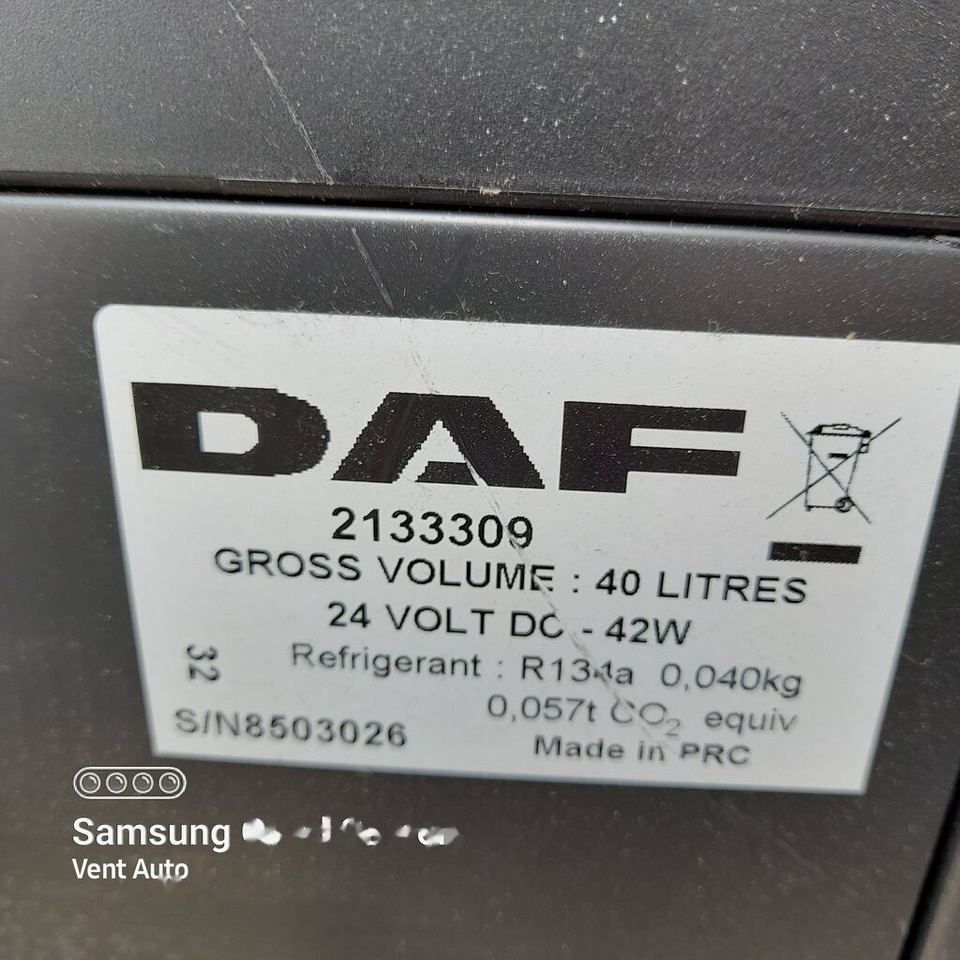 DAF
2133309
GROSS VOLUME : 40 LITRES
24 VOLT DC - 42W
Refrigerant : R134a 0,040kg
0,057t CO₂ equiv
32
S/N8503026
Made in PRC
Samsung
Vent Auto